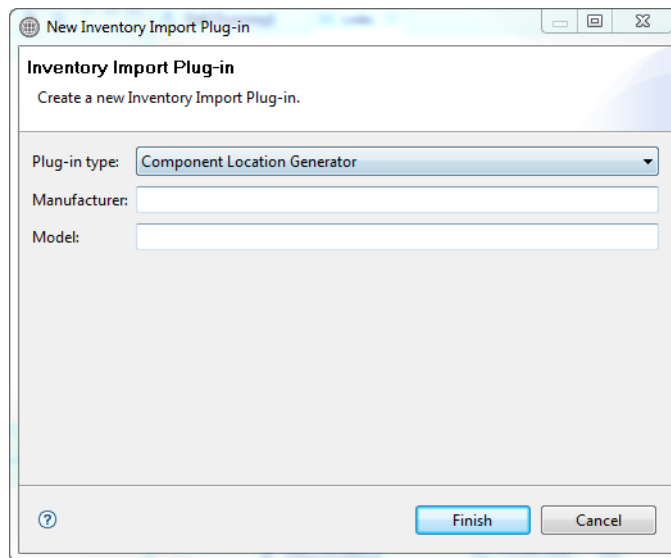 New Inventory Import Plug-in
Inventory Import Plug-in
Create a new Inventory Import Plug-in.
Plug-in type: Component Location Generator
Manufacturer:
Model:
? Finish Cancel